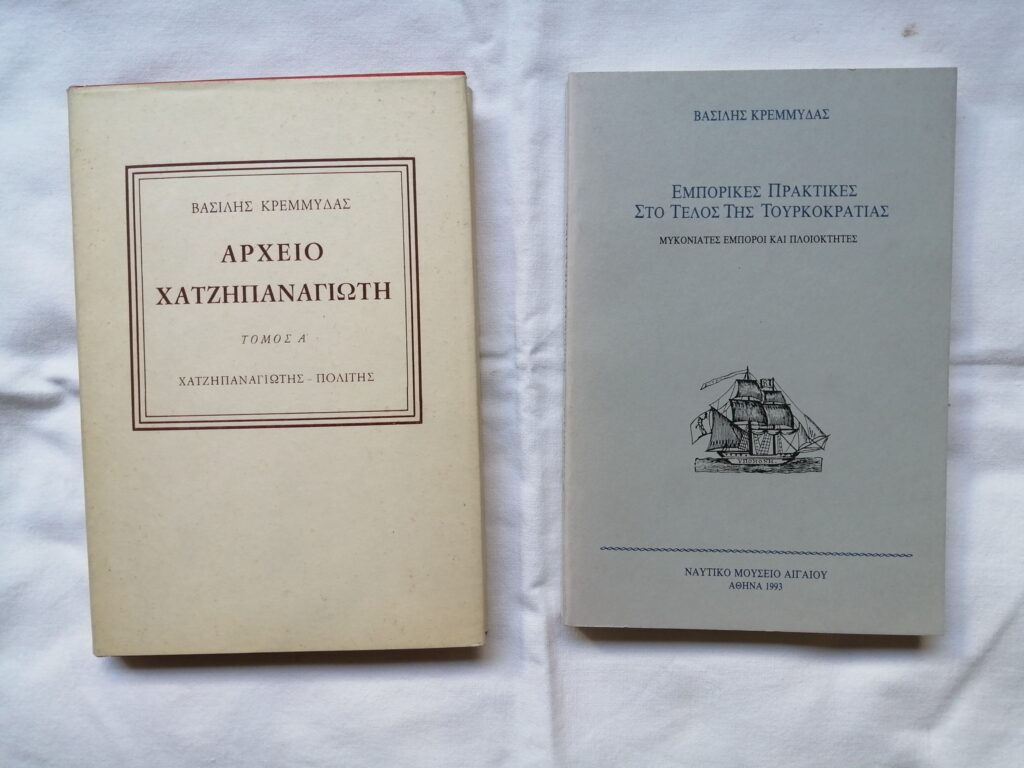 ΒΑΣΙΛΗΣ ΚΡΕΜΜΥΔΑΣ
ΑΡΧΕΙΟ
ΧΑΤΖΗΠΑΝΑΓΙΩΤΗ
ΤΟΜΟΣ Α΄
ΧΑΤΖΗΠΑΝΑΓΙΩΤΗΣ - ΠΟΛΙΤΗΣ
ΒΑΣΙΛΗΣ ΚΡΕΜΜΥΔΑΣ
ΕΜΠΟΡΙΚΕΣ ΠΡΑΚΤΙΚΕΣ
ΣΤΟ ΤΕΛΟΣ ΤΗΣ ΤΟΥΡΚΟΚΡΑΤΙΑΣ
ΜΥΚΟΝΙΑΤΕΣ ΕΜΠΟΡΟΙ ΚΑΙ ΠΛΟΙΟΚΤΗΤΕΣ
ΥΠΟΜΟΝΗ
ΝΑΥΤΙΚΟ ΜΟΥΣΕΙΟ ΑΙΓΑΙΟΥ
ΑΘΗΝΑ 1993